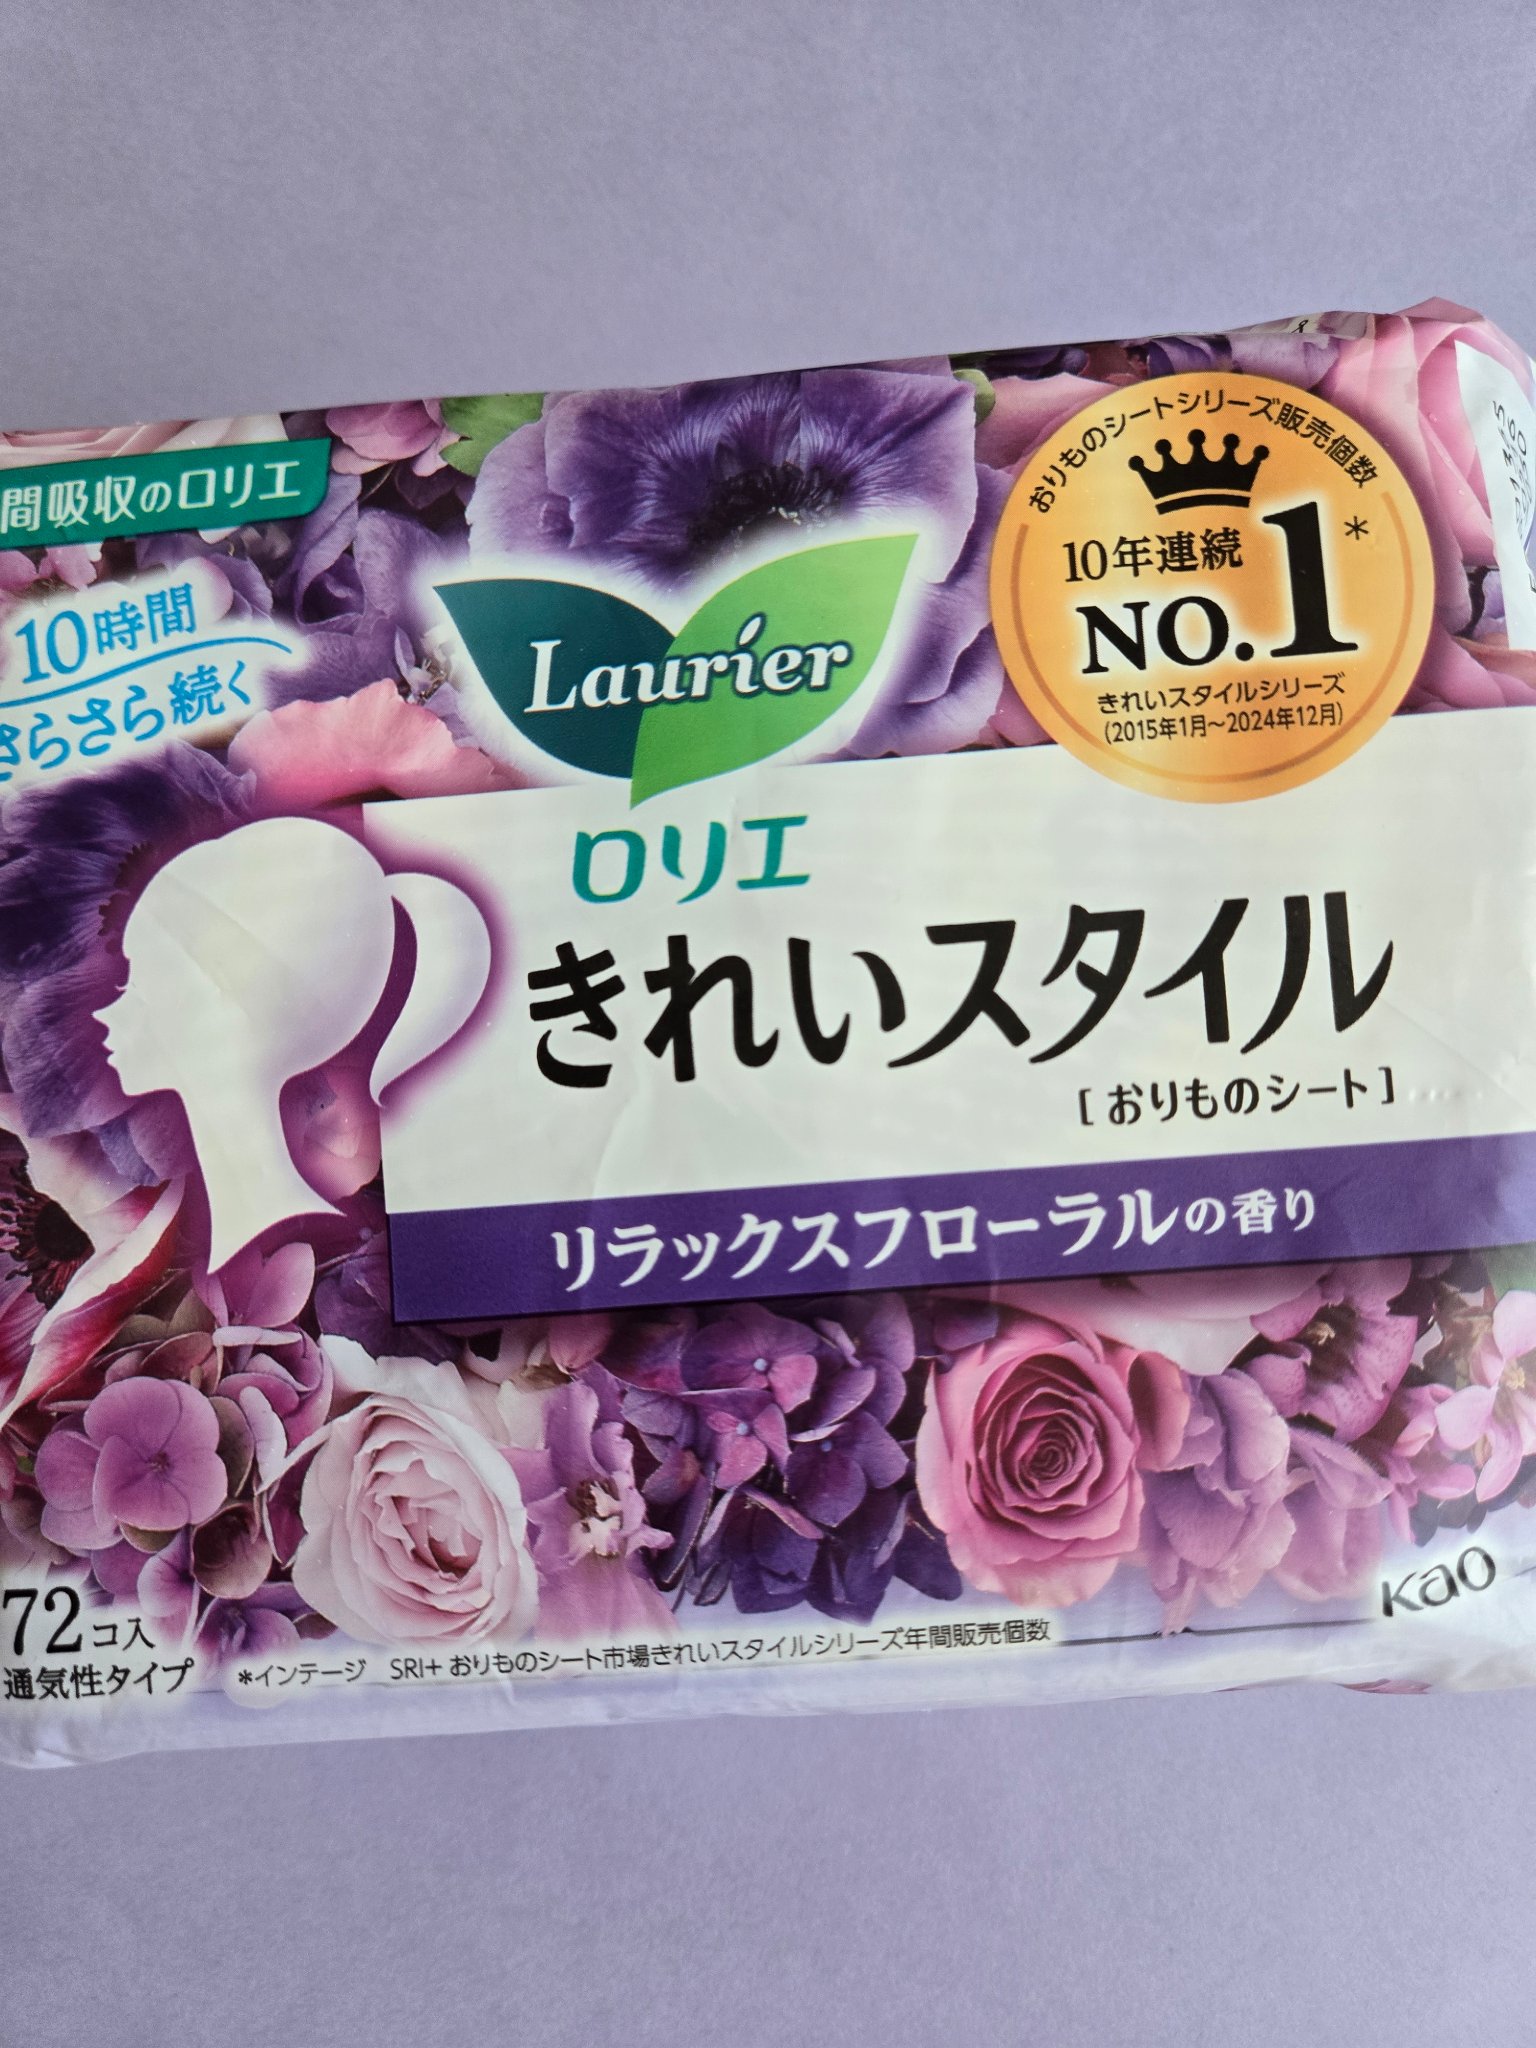 間吸収のロリエ
10時間
さらさら続く
Laurier
おりものシートシリーズ販売個数
10年連続
NO.1*
きれいスタイルシリーズ
(2015年1月〜2024年12月)
ロリエ
きれいスタイル
[おりものシート]
リラックスフローラルの香り
72コ入
通気性タイプ
*インテージ SRI+ おりものシート市場きれいスタイルシリーズ年間販売個数
kao